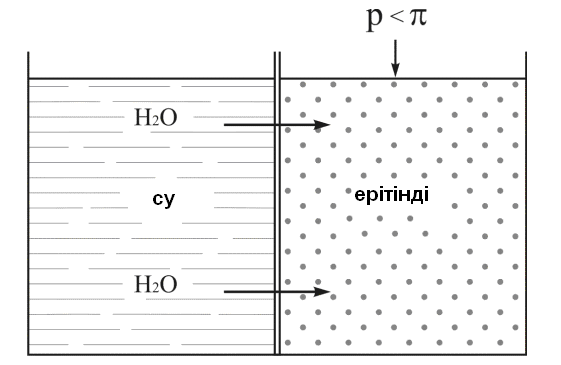 p < π
H₂O
су
ерітінді
H₂O